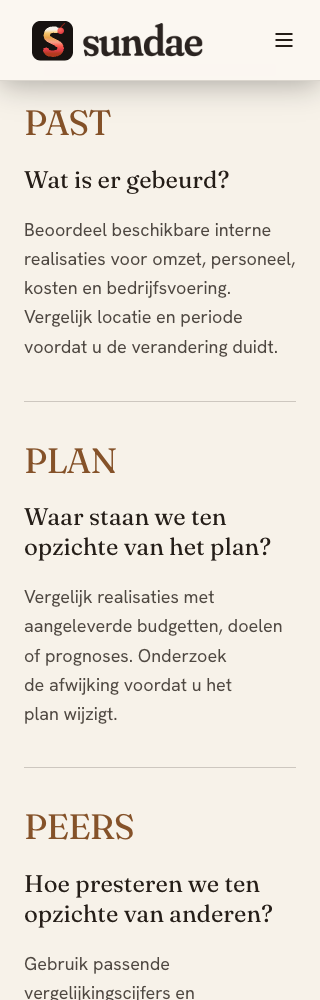 sundae
PAST
Wat is er gebeurd?
Beoordeel beschikbare interne
realisaties voor omzet, personeel,
kosten en bedrijfsvoering.
Vergelijk locatie en periode
voordat u de verandering duidt.
PLAN
Waar staan we ten
opzichte van het plan?
Vergelijk realisaties met
aangeleverde budgetten, doelen
of prognoses. Onderzoek
de afwijking voordat u het
plan wijzigt.
PEERS
Hoe presteren we ten
opzichte van anderen?
Gebruik passende
vergelijkingscijfers en